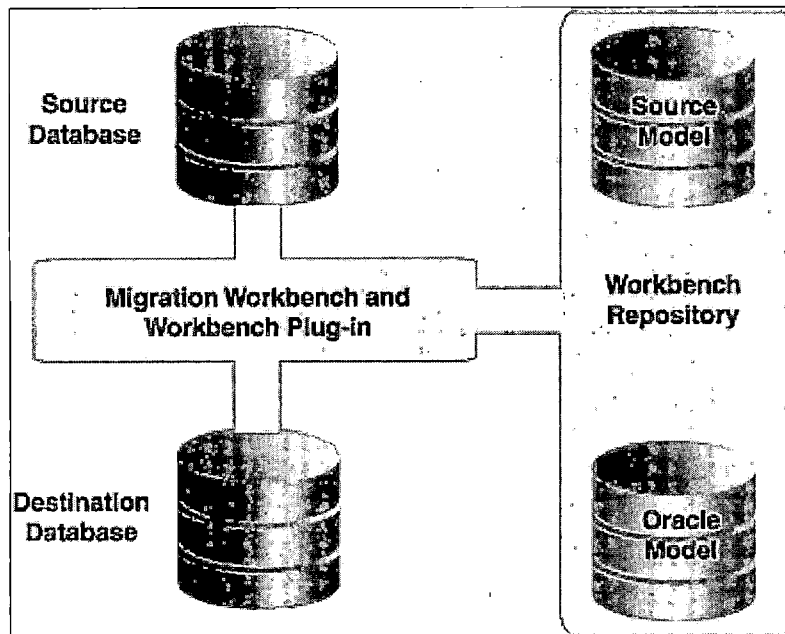 Source
Database
Source
Model
Migration Workbench and
Workbench Plug-in
Workbench
Repository
Destination
Database
Oracle
Model